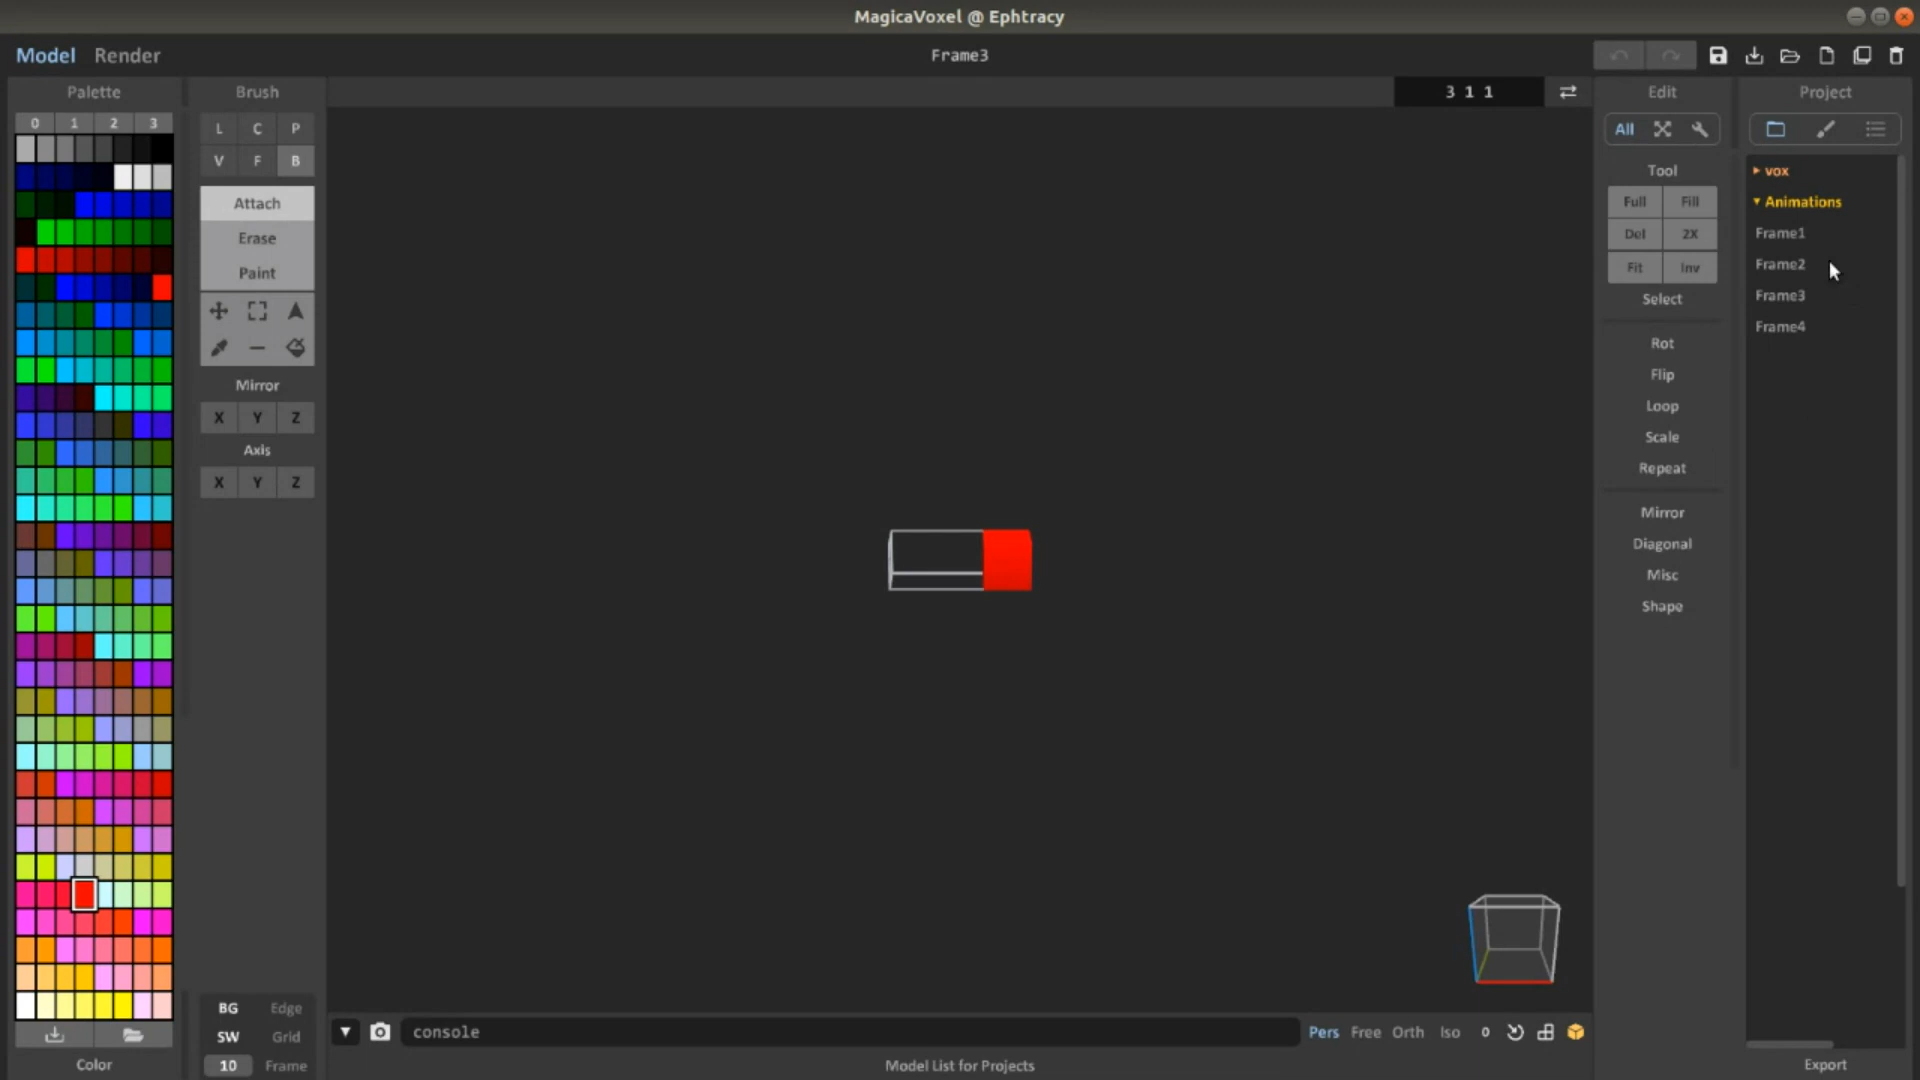 MagicaVoxel @ Ephtracy
Model Render
Frame3
Palette
0 1 2 3
Color
Brush
L C P
V F B
Attach
Erase
Paint
Mirror
X Y Z
Axis
X Y Z
BG Edge
SW Grid
10 Frame
3 1 1
console
Pers Free Orth Iso 0
Model List for Projects
Edit
All
Tool
Full Fill
Del 2X
Fit Inv
Select
Rot
Flip
Loop
Scale
Repeat
Mirror
Diagonal
Misc
Shape
Project
vox
Animations
Frame1
Frame2
Frame3
Frame4
Export